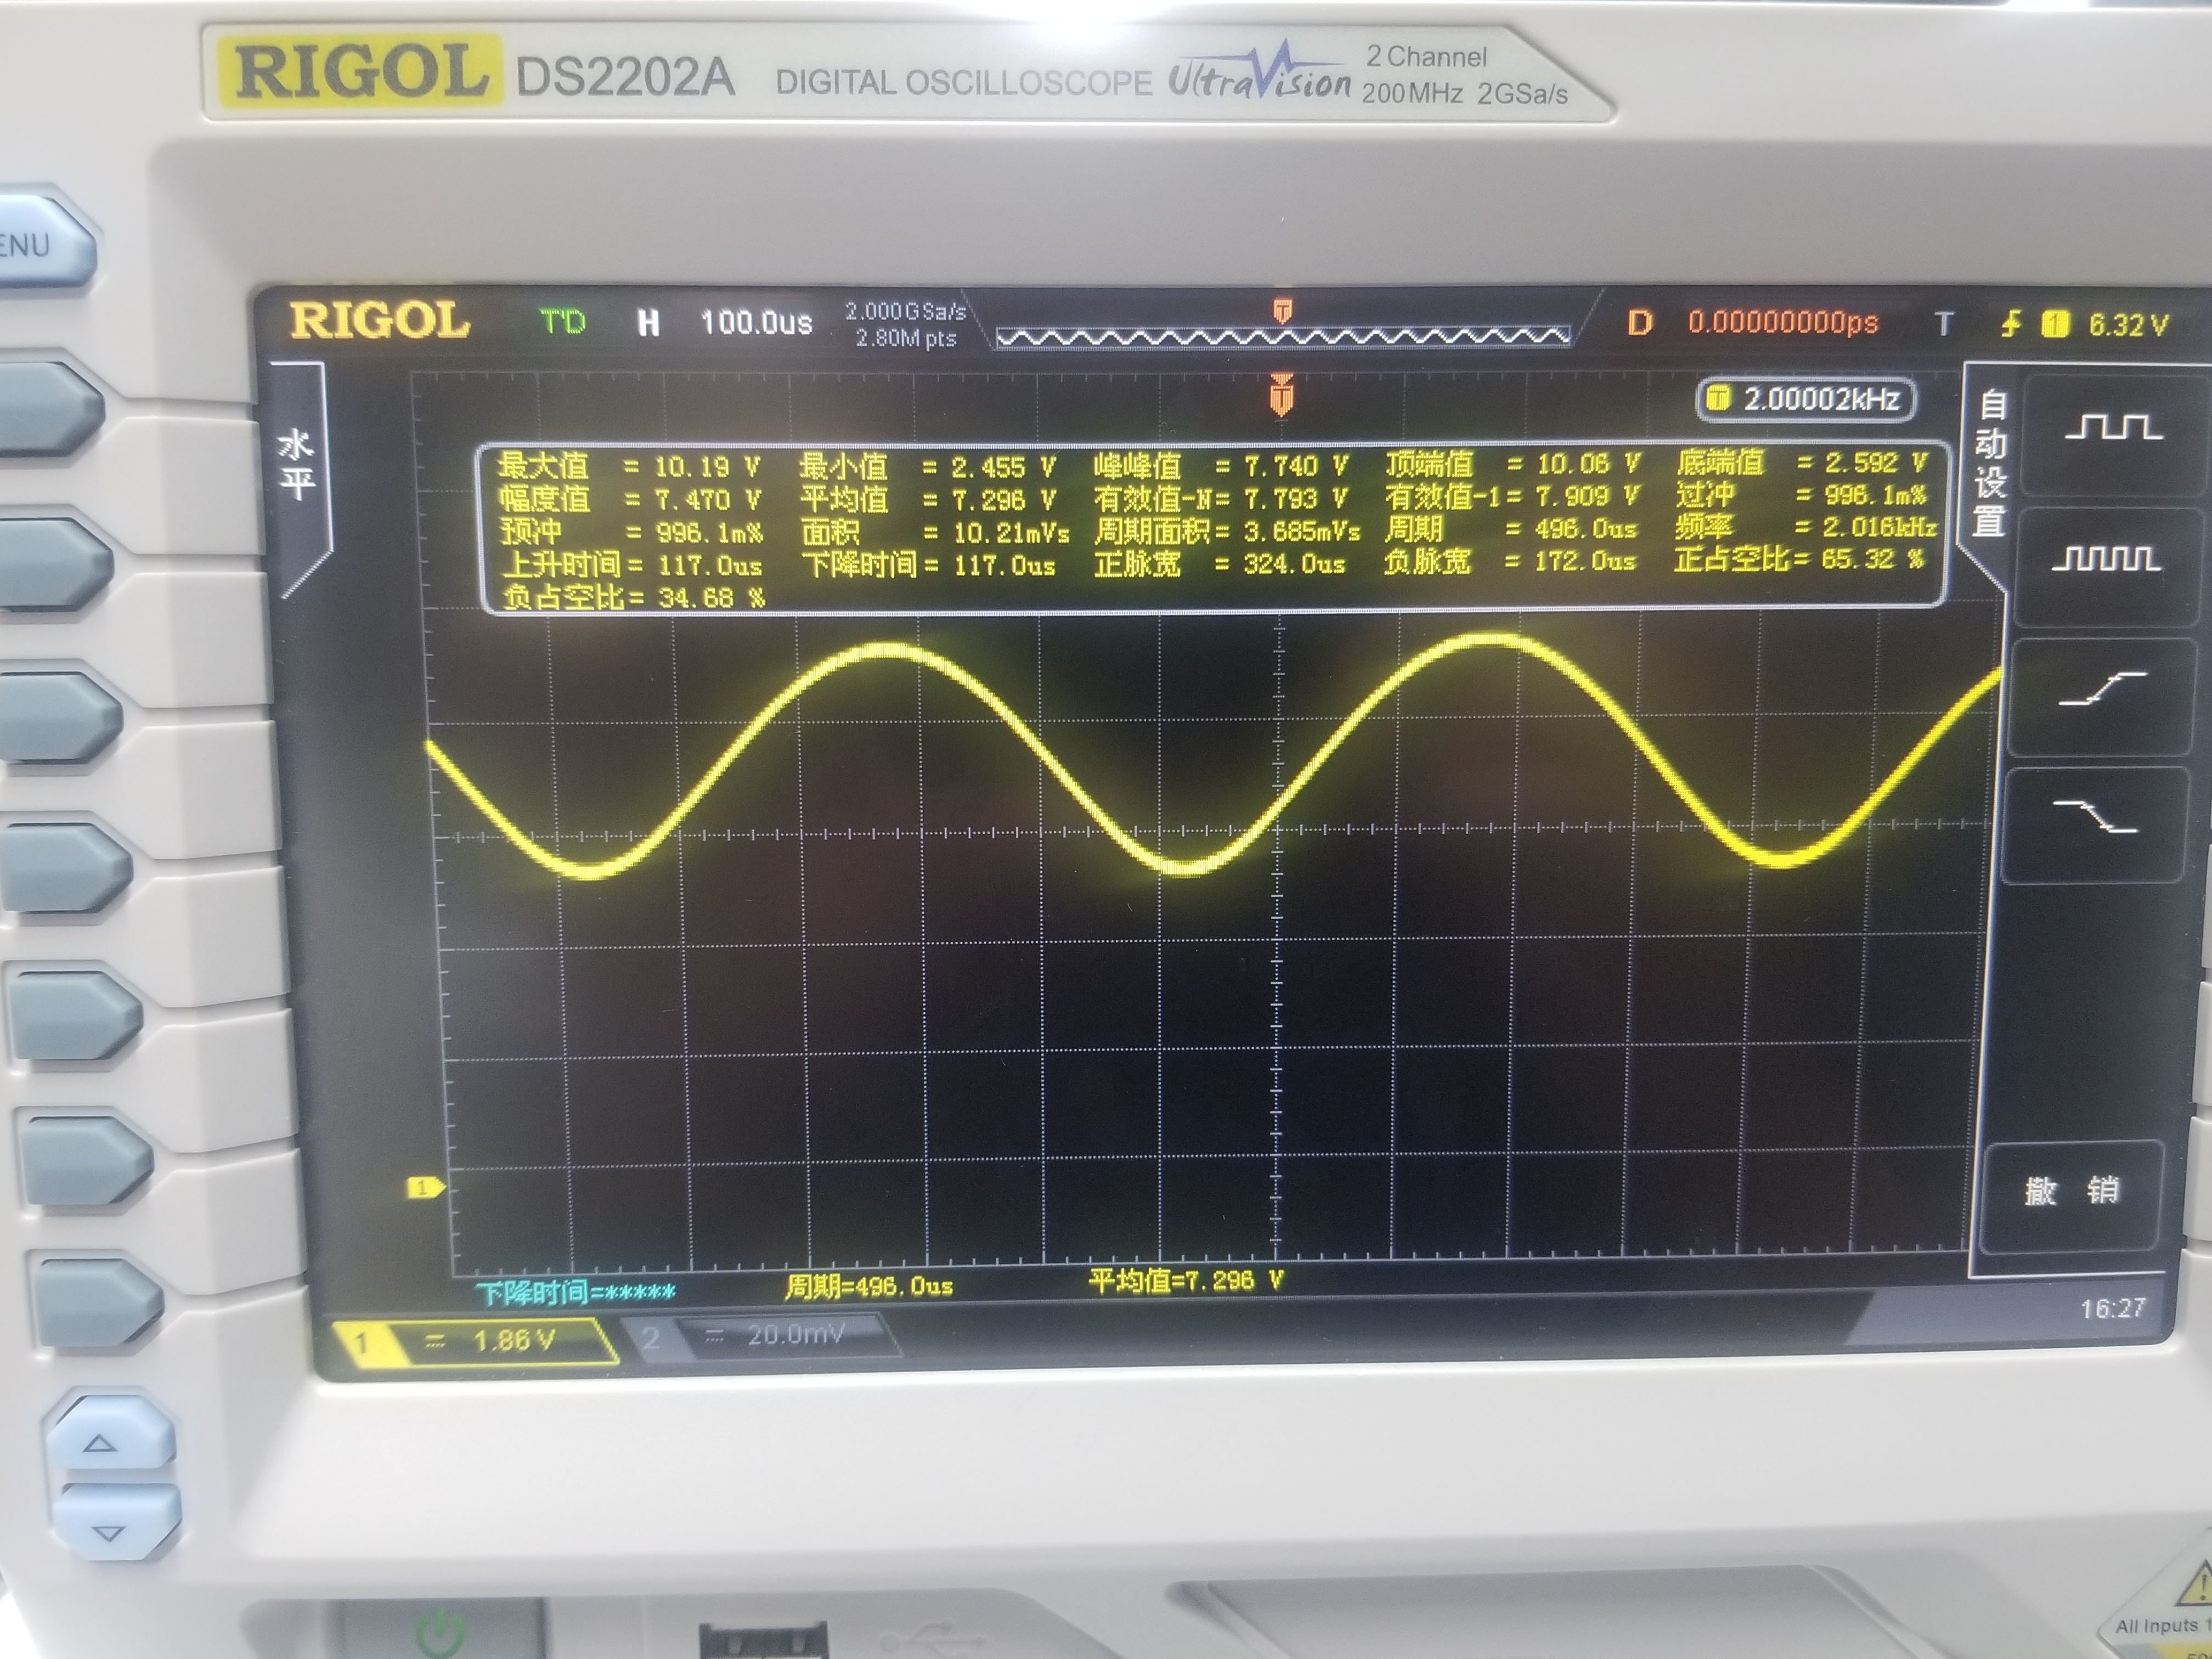 RIGOL DS2202A DIGITAL OSCILLOSCOPE UltraVision 2 Channel 200MHz 2GSa/s
ENU
RIGOL T'D H 100.0us 2.000GSa/s 2.80Mpts D 0.00000000ps T 1 6.32 V
水平
T 2.00002kHz
自动设置
最大值 = 10.19 V 最小值 = 2.455 V 峰峰值 = 7.740 V 顶端值 = 10.06 V 底端值 = 2.592 V
幅度值 = 7.470 V 平均值 = 7.296 V 有效值-N= 7.793 V 有效值-1= 7.909 V 过冲 = 996.1m%
预冲 = 996.1m% 面积 = 10.21mVs 周期面积= 3.685mVs 周期 = 496.0us 频率 = 2.016kHz
上升时间= 117.0us 下降时间= 117.0us 正脉宽 = 324.0us 负脉宽 = 172.0us 正占空比= 65.32 %
负占空比= 34.68 %
1
撤 销
下降时间=***** 周期=496.0us 平均值=7.296 V
1 = 1.86 V 2 = 20.0mV 16:27
All Inputs 1